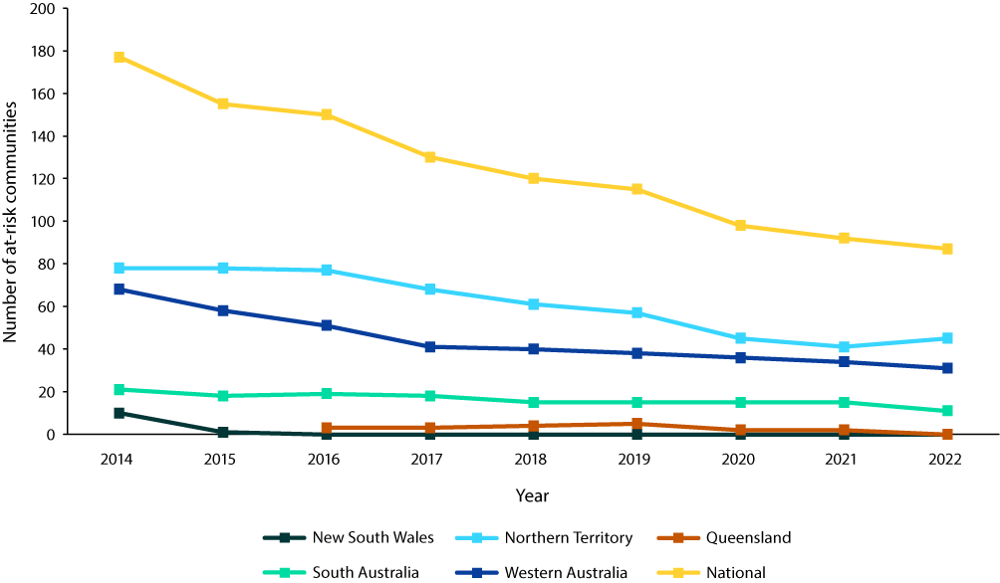 200
180
160
140
120
100
80
60
40
20
0
Number of at-risk communities
2014 2015 2016 2017 2018 2019 2020 2021 2022
Year
New South Wales Northern Territory Queensland
South Australia Western Australia National